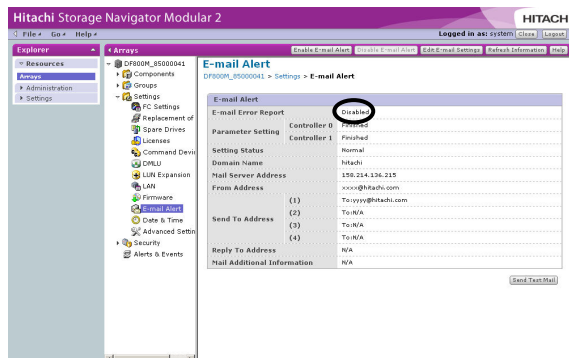 Hitachi Storage Navigator Modular 2
HITACH
File Go Help
Logged in as: system Close Logout
Explorer
Resources
Arrays
Administration
Settings
Arrays
DF800M_85000041
Components
Groups
Settings
FC Settings
Replacement of
Spare Drives
Licenses
Command Devi
DMLU
LUN Expansion
LAN
Firmware
E-mail Alert
Date & Time
Advanced Settin
Security
Alerts & Events
Enable E-mail Alert Disable E-mail Alert Edit E-mail Settings Refresh Information Help
E-mail Alert
DF800M_85000041 > Settings > E-mail Alert
E-mail Alert
E-mail Error Report Disabled
Parameter Setting Controller 0 Finished
Controller 1 Finished
Setting Status Normal
Domain Name hitachi
Mail Server Address 158.214.136.215
From Address xxxx@hitachi.com
Send To Address (1) To:yyyy@hitachi.com
(2) To:N/A
(3) To:N/A
(4) To:N/A
Reply To Address N/A
Mail Additional Information N/A
Send Test Mail